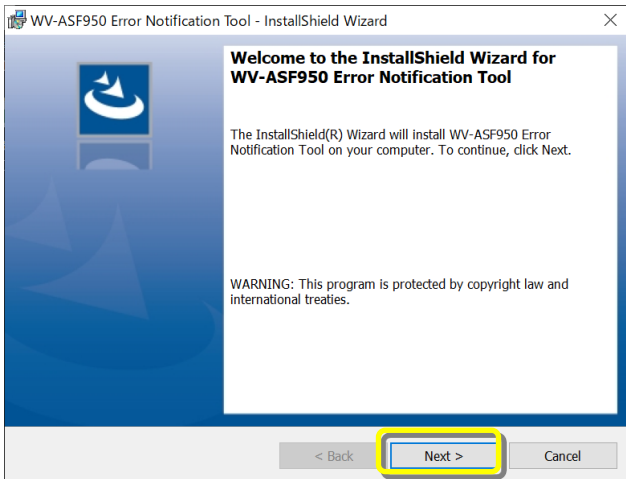 WV-ASF950 Error Notification Tool - InstallShield Wizard
Welcome to the InstallShield Wizard for
WV-ASF950 Error Notification Tool
The InstallShield(R) Wizard will install WV-ASF950 Error
Notification Tool on your computer. To continue, click Next.
WARNING: This program is protected by copyright law and
international treaties.
< Back Next > Cancel